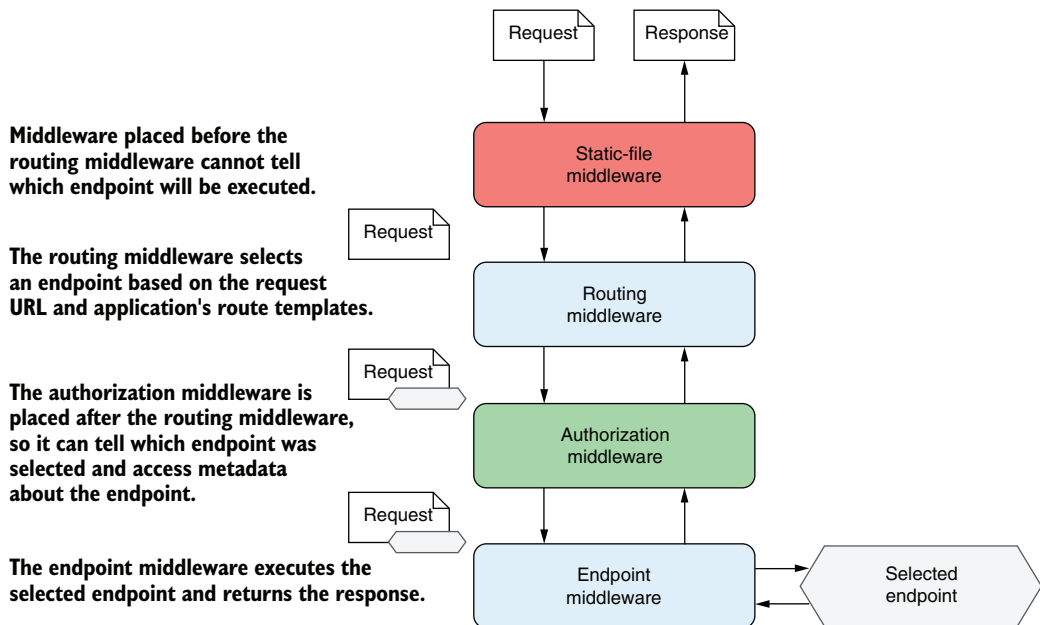 Request
Response
Middleware placed before the
routing middleware cannot tell
which endpoint will be executed.
Static-file
middleware
Request
The routing middleware selects
an endpoint based on the request
URL and application's route templates.
Routing
middleware
Request
The authorization middleware is
placed after the routing middleware,
so it can tell which endpoint was
selected and access metadata
about the endpoint.
Authorization
middleware
Request
The endpoint middleware executes the
selected endpoint and returns the response.
Endpoint
middleware
Selected
endpoint